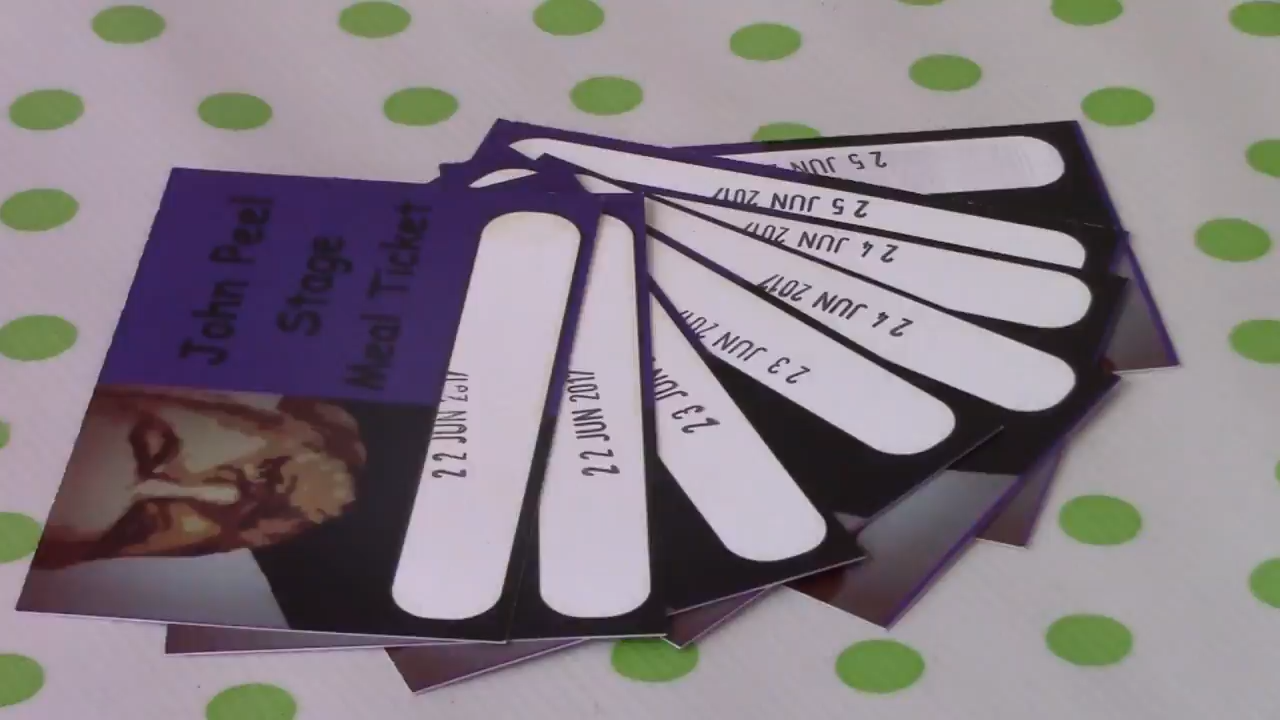 John Peel
Stage
Meal Ticket
22 JUN 2017
22 JUN 2017
23 JUN
23 JUN 2017
24 JUN 2017
24 JUN 2017
25 JUN 2017
25 JUN